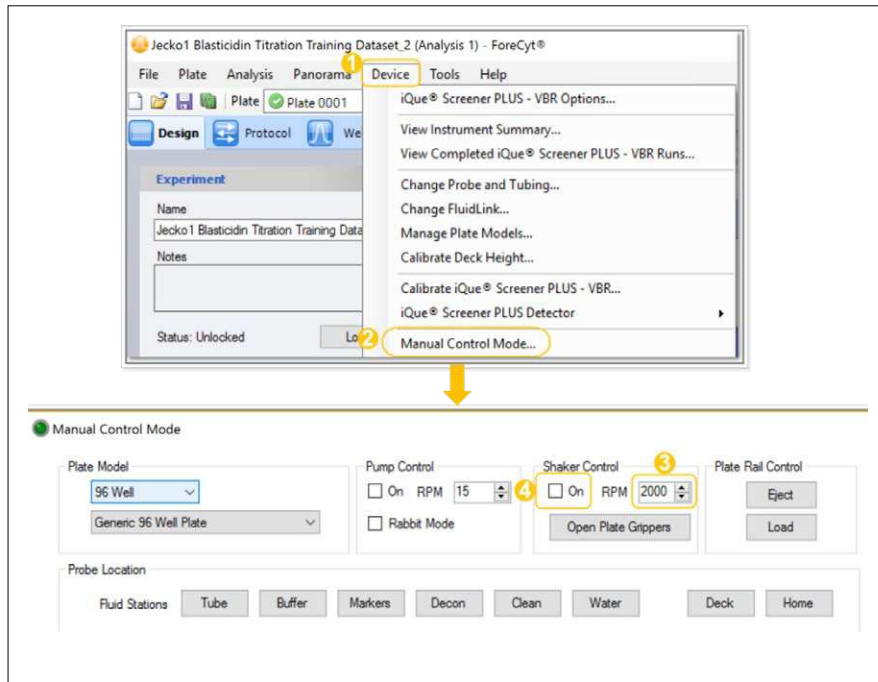 Jecko1 Blasticidin Titration Training Dataset_2 (Analysis 1) - ForeCyt®
1
File Plate Analysis Panorama Device Tools Help
Plate Plate 0001
iQue® Screener PLUS - VBR Options...
Design Protocol We
View Instrument Summary...
View Completed iQue® Screener PLUS - VBR Runs...
Experiment
Change Probe and Tubing...
Name
Change FluidLink...
Jecko1 Blasticidin Titration Training Data
Manage Plate Models...
Notes
Calibrate Deck Height...
Calibrate iQue® Screener PLUS - VBR...
iQue® Screener PLUS Detector
Status: Unlocked Lo
2 Manual Control Mode...
Manual Control Mode
Plate Model Pump Control Shaker Control 3 Plate Rail Control
96 Well On RPM 15 4 On RPM 2000 Eject
Generic 96 Well Plate Rabbit Mode Open Plate Grippers Load
Probe Location
Fluid Stations Tube Buffer Markers Decon Clean Water Deck Home